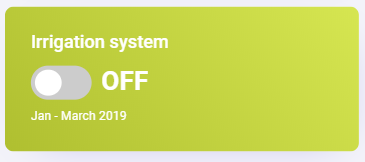 Irrigation system
OFF
Jan - March 2019